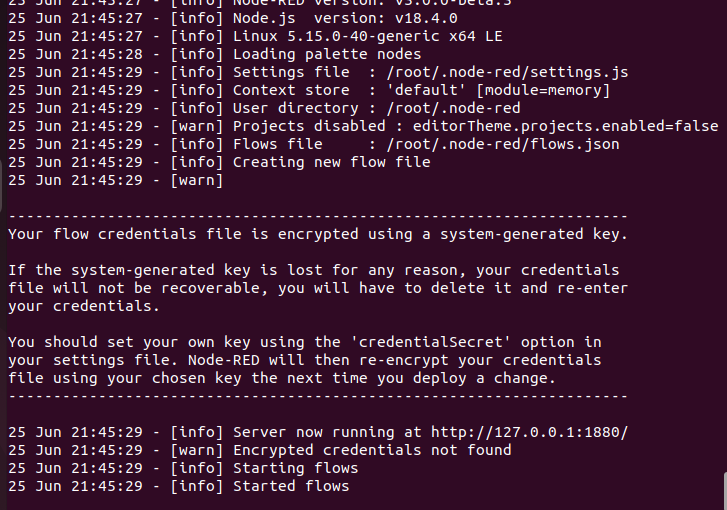 25 Jun 21:45:27 - [info] Node-RED version: v3.0.0-beta.3
25 Jun 21:45:27 - [info] Node.js  version: v18.4.0
25 Jun 21:45:27 - [info] Linux 5.15.0-40-generic x64 LE
25 Jun 21:45:28 - [info] Loading palette nodes
25 Jun 21:45:29 - [info] Settings file  : /root/.node-red/settings.js
25 Jun 21:45:29 - [info] Context store  : 'default' [module=memory]
25 Jun 21:45:29 - [info] User directory : /root/.node-red
25 Jun 21:45:29 - [warn] Projects disabled : editorTheme.projects.enabled=false
25 Jun 21:45:29 - [info] Flows file     : /root/.node-red/flows.json
25 Jun 21:45:29 - [info] Creating new flow file
25 Jun 21:45:29 - [warn]
---------------------------------------------------------------------
Your flow credentials file is encrypted using a system-generated key.
If the system-generated key is lost for any reason, your credentials
file will not be recoverable, you will have to delete it and re-enter
your credentials.
You should set your own key using the 'credentialSecret' option in
your settings file. Node-RED will then re-encrypt your credentials
file using your chosen key the next time you deploy a change.
---------------------------------------------------------------------
25 Jun 21:45:29 - [info] Server now running at http://127.0.0.1:1880/
25 Jun 21:45:29 - [warn] Encrypted credentials not found
25 Jun 21:45:29 - [info] Starting flows
25 Jun 21:45:29 - [info] Started flows